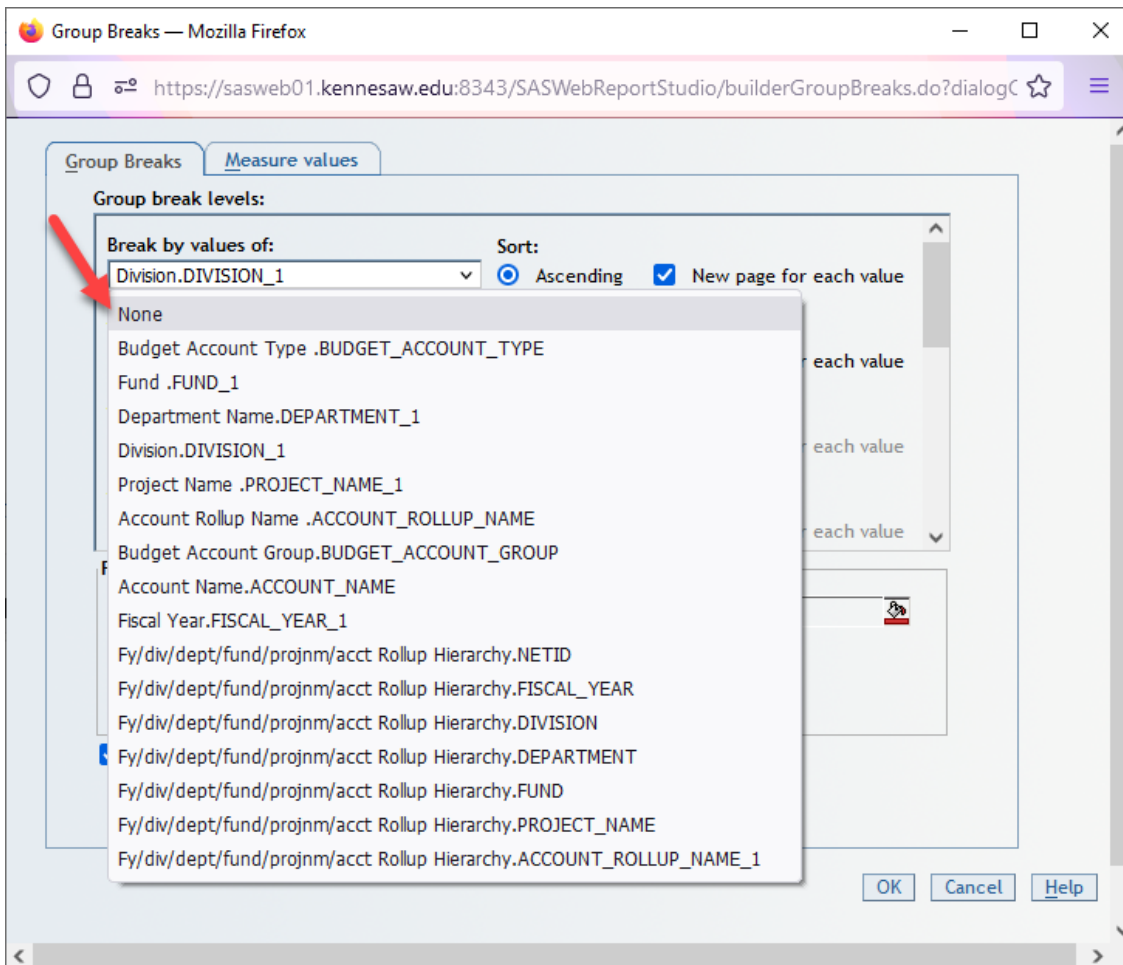 Group Breaks — Mozilla Firefox
https://sasweb01.kennesaw.edu:8343/SASWebReportStudio/builderGroupBreaks.do?dialogC
Group Breaks Measure values
Group break levels:
Break by values of: Sort:
Division.DIVISION_1 Ascending New page for each value
None
Budget Account Type .BUDGET_ACCOUNT_TYPE
r each value
Fund .FUND_1
Department Name.DEPARTMENT_1
Division.DIVISION_1 r each value
Project Name .PROJECT_NAME_1
Account Rollup Name .ACCOUNT_ROLLUP_NAME
r each value
Budget Account Group.BUDGET_ACCOUNT_GROUP
Account Name.ACCOUNT_NAME
Fiscal Year.FISCAL_YEAR_1
Fy/div/dept/fund/projnm/acct Rollup Hierarchy.NETID
Fy/div/dept/fund/projnm/acct Rollup Hierarchy.FISCAL_YEAR
Fy/div/dept/fund/projnm/acct Rollup Hierarchy.DIVISION
Fy/div/dept/fund/projnm/acct Rollup Hierarchy.DEPARTMENT
Fy/div/dept/fund/projnm/acct Rollup Hierarchy.FUND
Fy/div/dept/fund/projnm/acct Rollup Hierarchy.PROJECT_NAME
Fy/div/dept/fund/projnm/acct Rollup Hierarchy.ACCOUNT_ROLLUP_NAME_1
OK Cancel Help